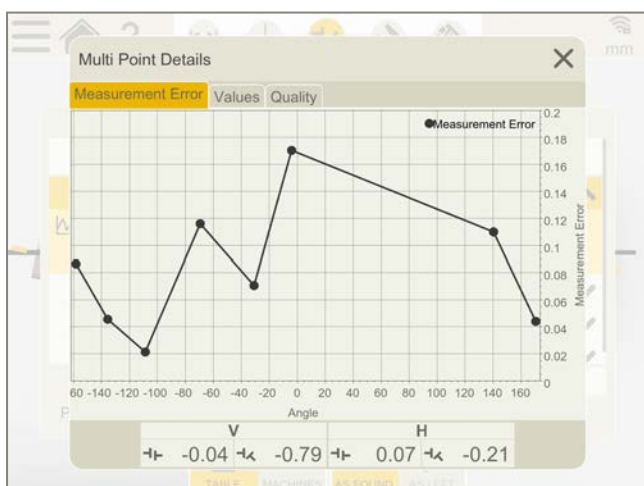 ?
mm
Multi Point Details
Measurement Error Values Quality
Measurement Error
0.2
0.18
0.16
0.14
0.12
0.1
0.08
0.06
0.04
0.02
0
Measurement Error
60 -140 -120 -100 -80 -60 -40 -20 0 20 40 60 80 100 120 140 160
Angle
V H
-0.04 -0.79 0.07 -0.21
P
TABLE MACHINES AS FOUND AS LEFT